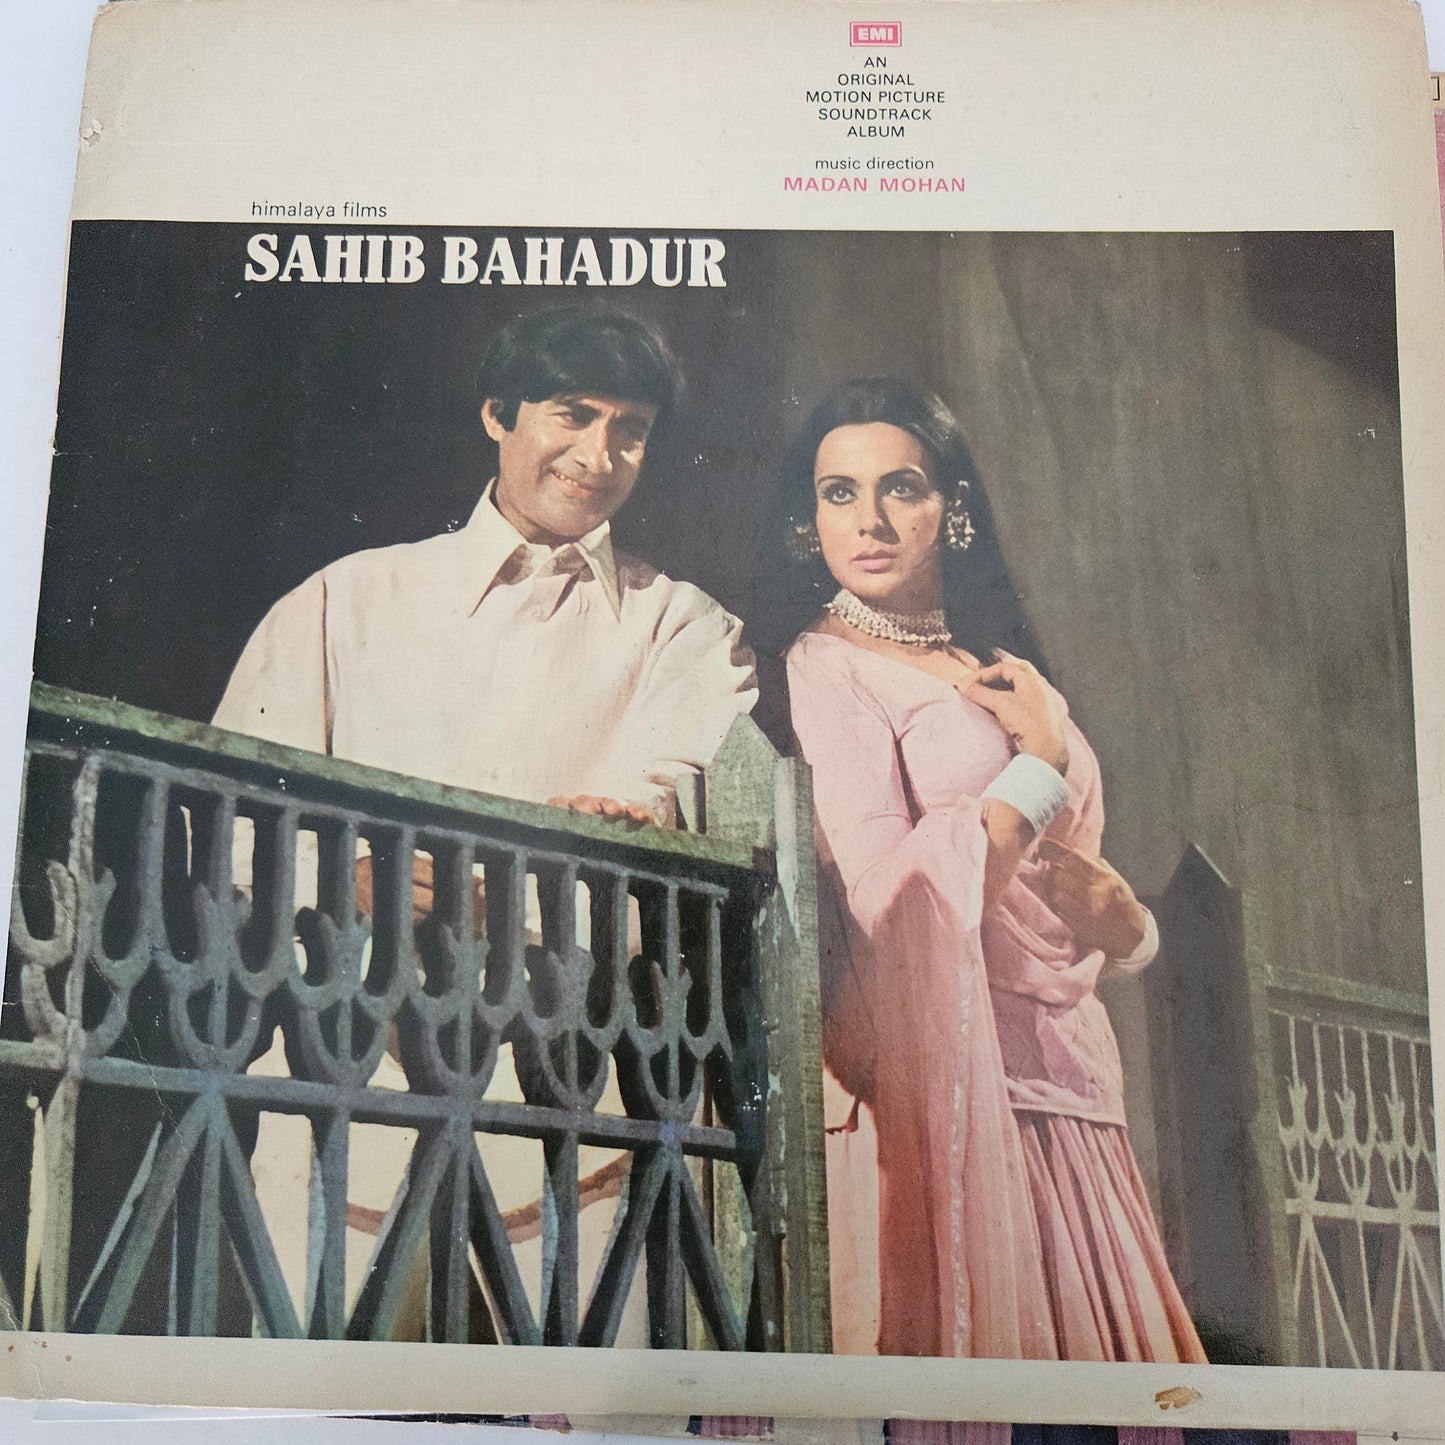 EMI
AN
ORIGINAL
MOTION PICTURE
SOUNDTRACK
ALBUM
music direction
MADAN MOHAN
himalaya films
SAHIB BAHADUR